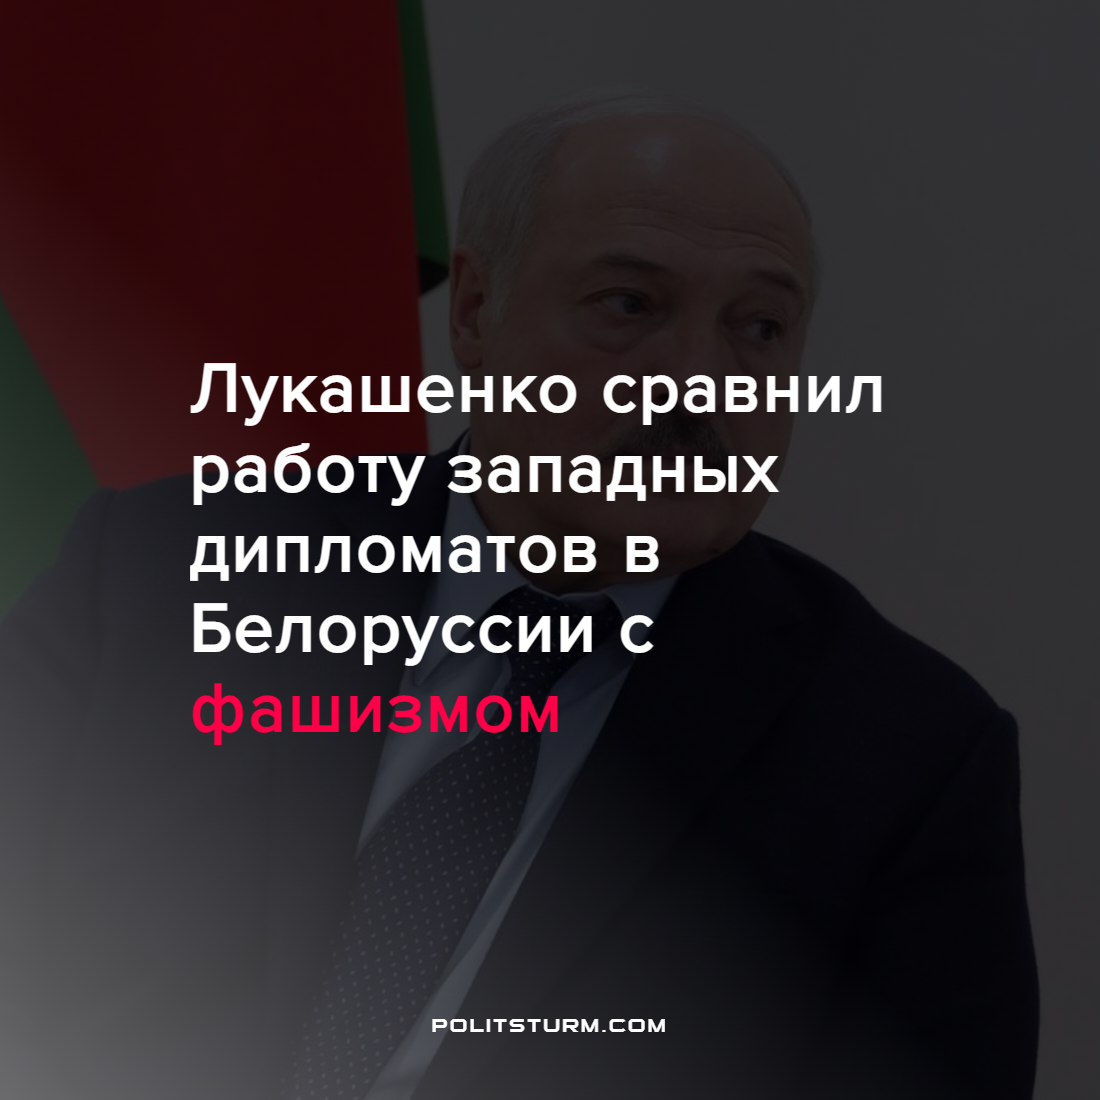 Лукашенко сравнил
работу западных
дипломатов в
Белоруссии с
фашизмом
POLITSTURM.COM